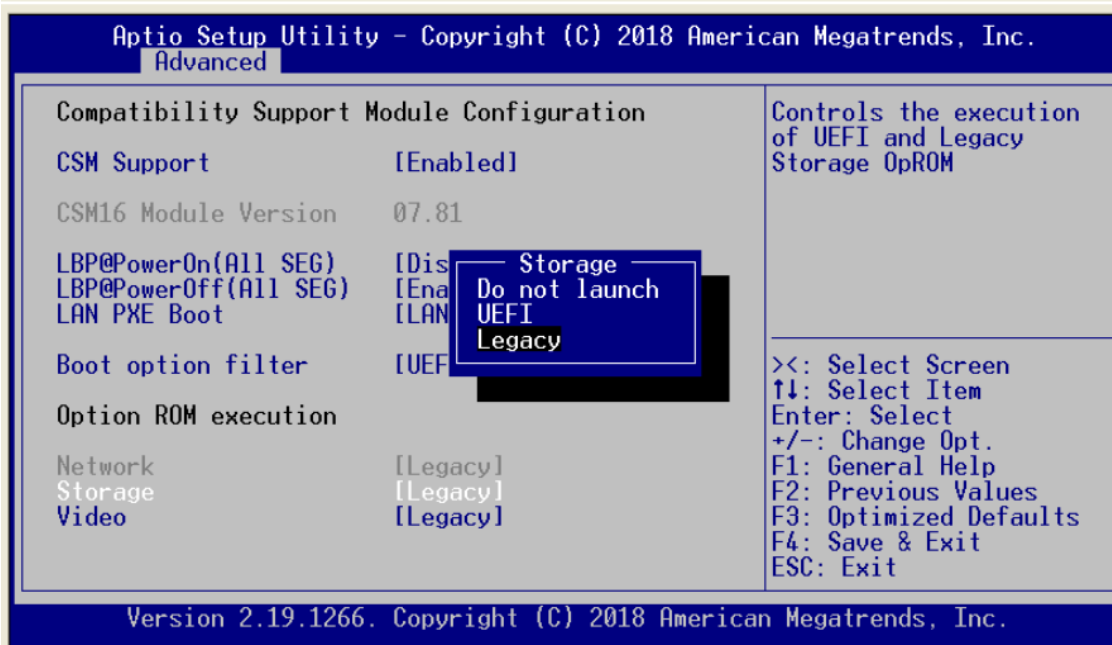 Aptio Setup Utility – Copyright (C) 2018 American Megatrends, Inc.
Advanced
Compatibility Support Module Configuration
CSM Support [Enabled]
CSM16 Module Version 07.81
LBP@PowerOn(All SEG) [Dis
LBP@PowerOff(All SEG) [Ena
LAN PXE Boot [LAN
Boot option filter [UEF
Option ROM execution
Network [Legacy]
Storage [Legacy]
Video [Legacy]
Storage
Do not launch
UEFI
Legacy
Controls the execution
of UEFI and Legacy
Storage OpROM
><: Select Screen
↑↓: Select Item
Enter: Select
+/-: Change Opt.
F1: General Help
F2: Previous Values
F3: Optimized Defaults
F4: Save & Exit
ESC: Exit
Version 2.19.1266. Copyright (C) 2018 American Megatrends, Inc.